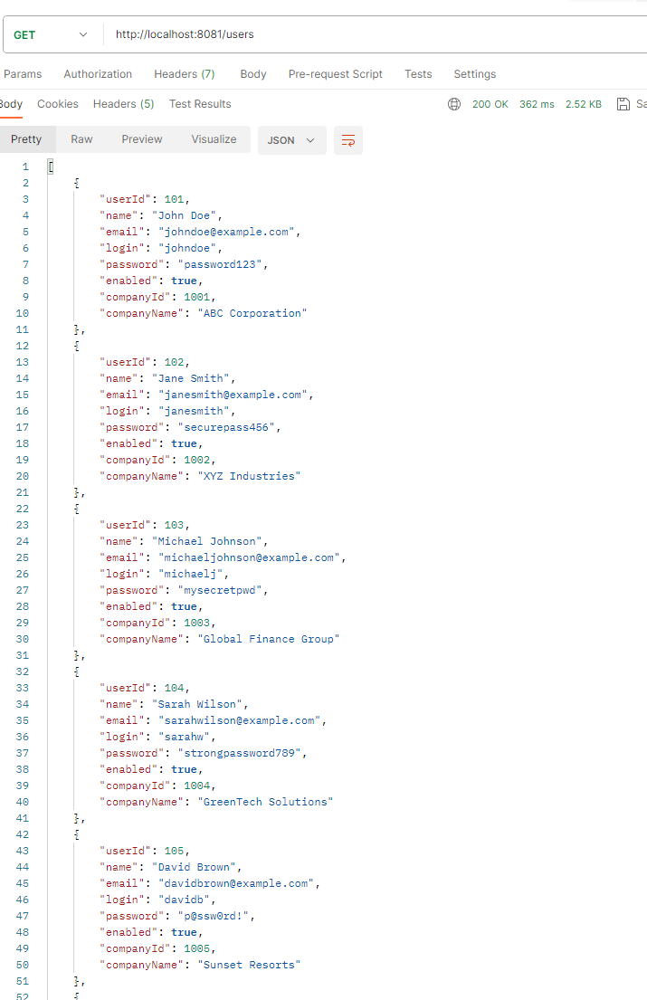 GET http://localhost:8081/users
Params Authorization Headers (7) Body Pre-request Script Tests Settings
Body Cookies Headers (5) Test Results 200 OK 362 ms 2.52 KB Sa
Pretty Raw Preview Visualize JSON
1 [
2 {
3 "userId": 101,
4 "name": "John Doe",
5 "email": "johndoe@example.com",
6 "login": "johndoe",
7 "password": "password123",
8 "enabled": true,
9 "companyId": 1001,
10 "companyName": "ABC Corporation"
11 },
12 {
13 "userId": 102,
14 "name": "Jane Smith",
15 "email": "janesmith@example.com",
16 "login": "janesmith",
17 "password": "securepass456",
18 "enabled": true,
19 "companyId": 1002,
20 "companyName": "XYZ Industries"
21 },
22 {
23 "userId": 103,
24 "name": "Michael Johnson",
25 "email": "michaeljohnson@example.com",
26 "login": "michaelj",
27 "password": "mysecretpwd",
28 "enabled": true,
29 "companyId": 1003,
30 "companyName": "Global Finance Group"
31 },
32 {
33 "userId": 104,
34 "name": "Sarah Wilson",
35 "email": "sarahwilson@example.com",
36 "login": "sarahw",
37 "password": "strongpassword789",
38 "enabled": true,
39 "companyId": 1004,
40 "companyName": "GreenTech Solutions"
41 },
42 {
43 "userId": 105,
44 "name": "David Brown",
45 "email": "davidbrown@example.com",
46 "login": "davidb",
47 "password": "p@ssw0rd!",
48 "enabled": true,
49 "companyId": 1005,
50 "companyName": "Sunset Resorts"
51 },
52 {